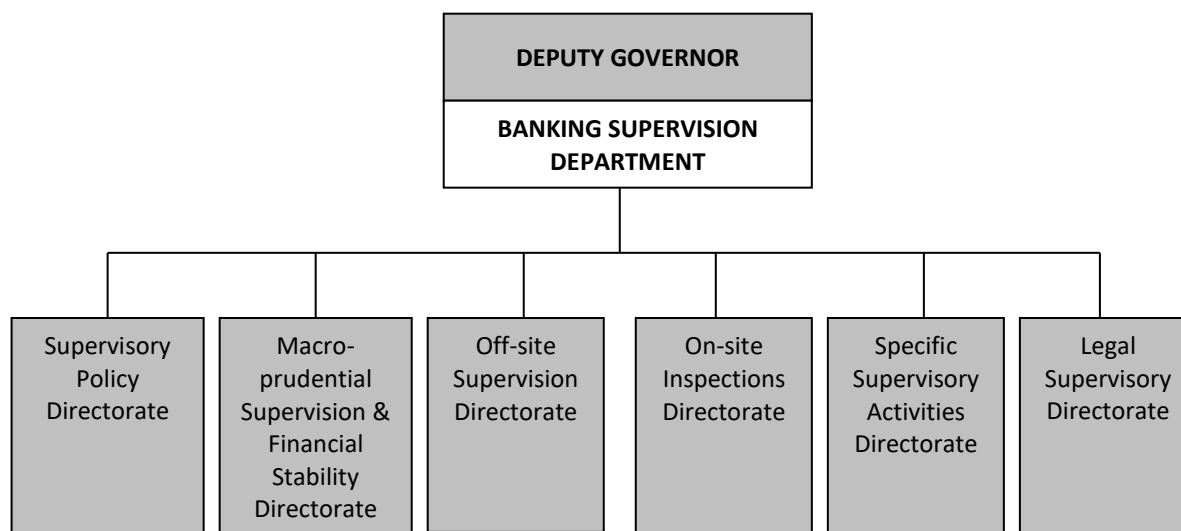 DEPUTY GOVERNOR
BANKING SUPERVISION
DEPARTMENT
Supervisory
Policy
Directorate
Macro-
prudential
Supervision &
Financial
Stability
Directorate
Off-site
Supervision
Directorate
On-site
Inspections
Directorate
Specific
Supervisory
Activities
Directorate
Legal
Supervisory
Directorate